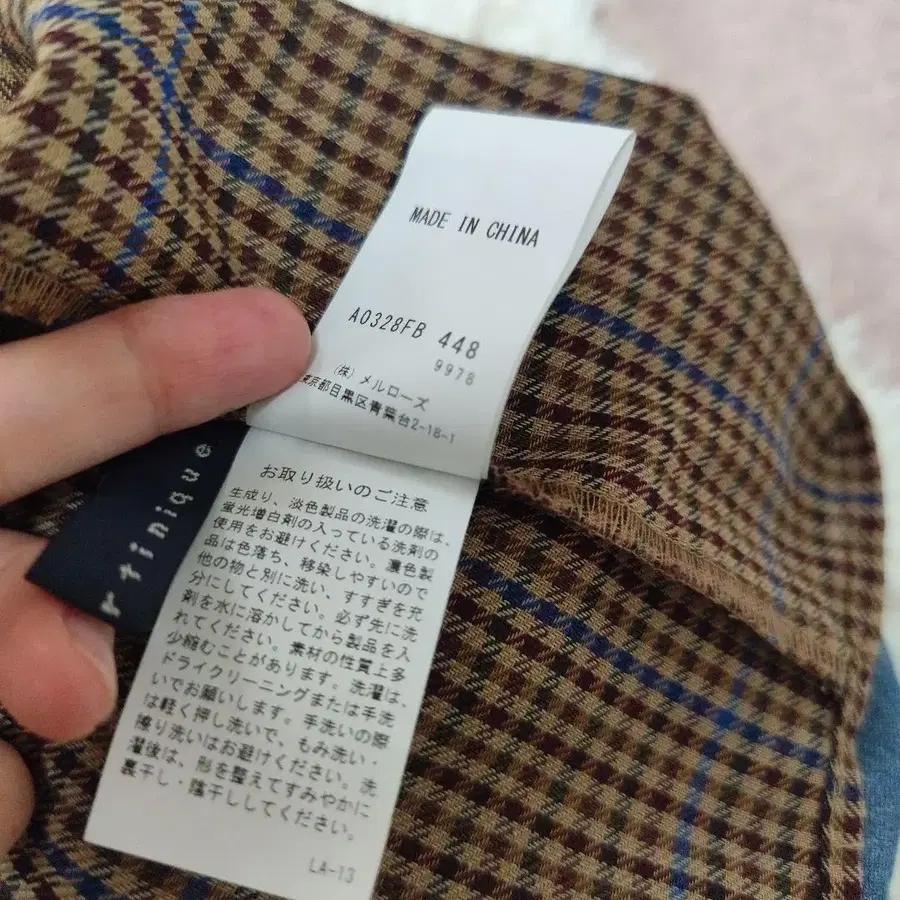 MADE IN CHINA
A0328FB 448
9978
(株) メルローズ
東京都目黒区青葉台2-18-1
rtinique
お取り扱いのご注意
生成り、淡色製品の洗濯の際は、
蛍光増白剤の入っている洗剤の
使用をお避けください。濃色製
品は色落ち、移染しやすいので
他の物と別に洗い、すすぎを充
分にしてください。必ず先に洗
剤を水に溶かしてから製品を入
れてください。素材の性質上多
少縮むことがあります。洗濯は、
ドライクリーニングまたは手洗
いでお願いします。手洗いの際
は軽く押し洗いで、もみ洗い・
擦り洗いはお避けください。洗
濯後は、形を整えてすみやかに
裏干し・陰干ししてください。
LA-13